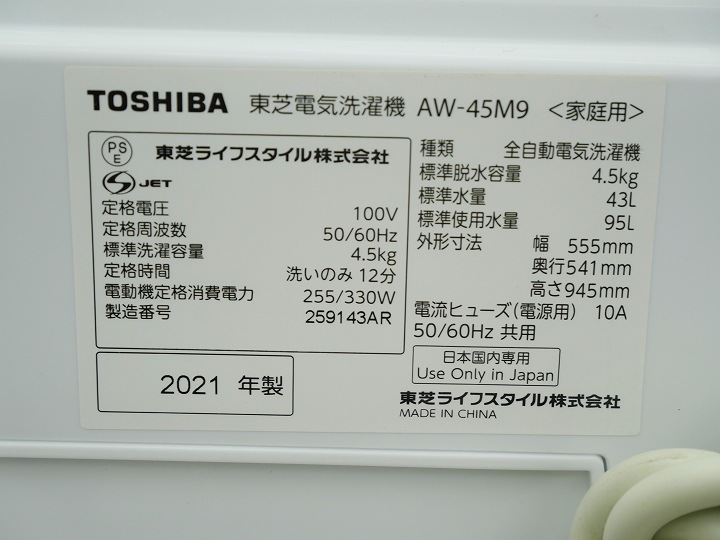 TOSHIBA 東芝電気洗濯機 AW-45M9 <家庭用>
PS
E
東芝ライフスタイル株式会社
S JET
定格電圧 100V
定格周波数 50/60Hz
標準洗濯容量 4.5kg
定格時間 洗いのみ 12分
電動機定格消費電力 255/330W
製造番号 259143AR
2021 年製
種類 全自動電気洗濯機
標準脱水容量 4.5kg
標準水量 43L
標準使用水量 95L
外形寸法 幅 555mm
奥行541mm
高さ945mm
電流ヒューズ(電源用) 10A
50/60Hz 共用
日本国内専用
Use Only in Japan
東芝ライフスタイル株式会社
MADE IN CHINA